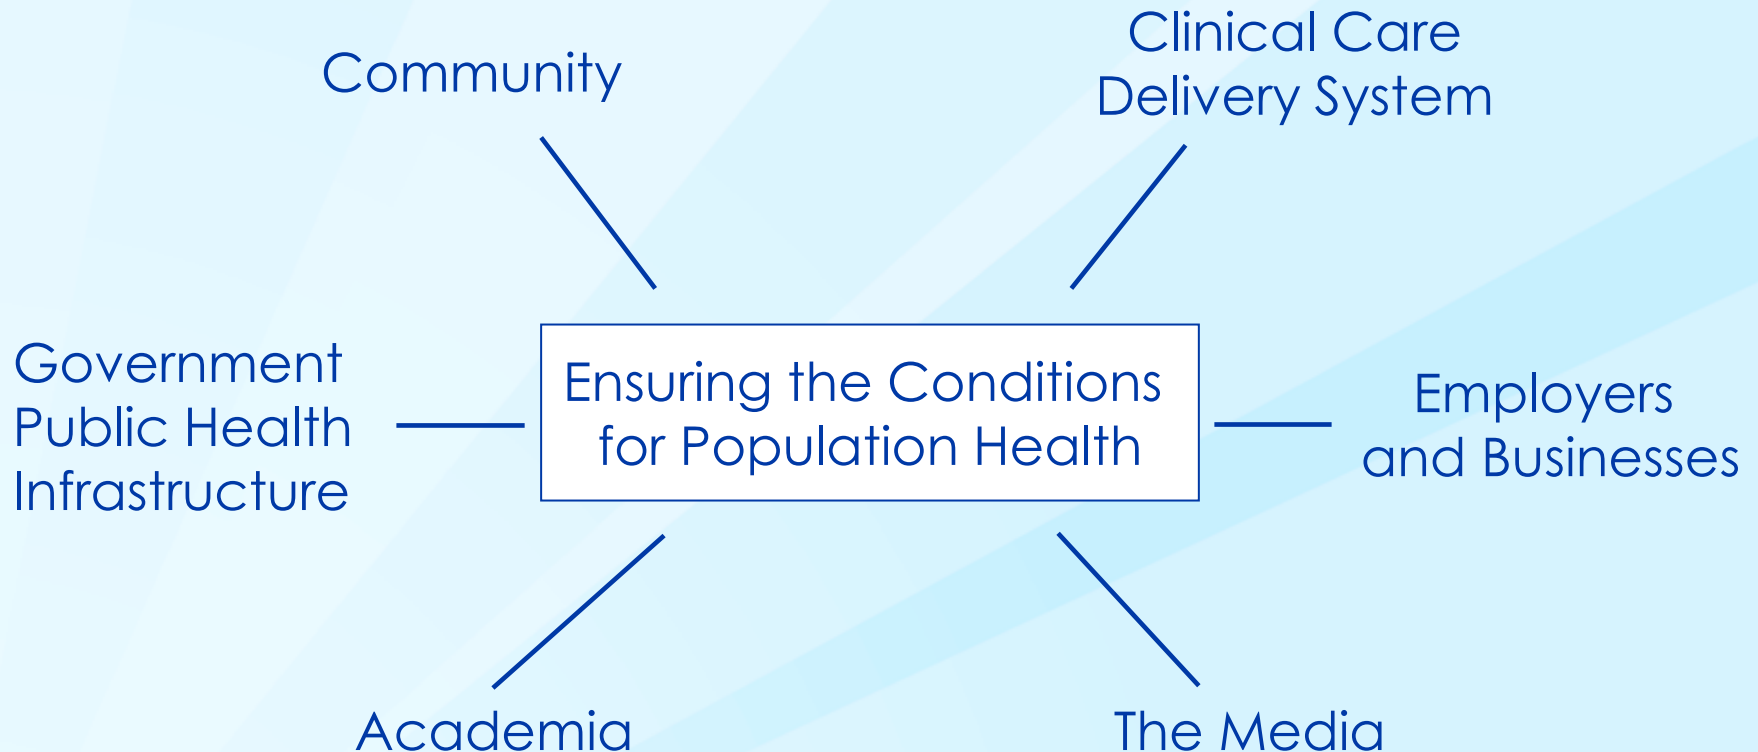 Community
Clinical Care
Delivery System
Government
Public Health
Infrastructure
Ensuring the Conditions
for Population Health
Employers
and Businesses
Academia
The Media